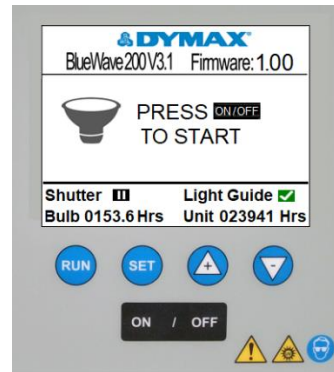 DYMAX
BlueWave 200 V3.1 Firmware: 1.00
PRESS ON/OFF
TO START
Shutter Light Guide
Bulb 0153.6 Hrs Unit 023941 Hrs
RUN SET + -
ON / OFF